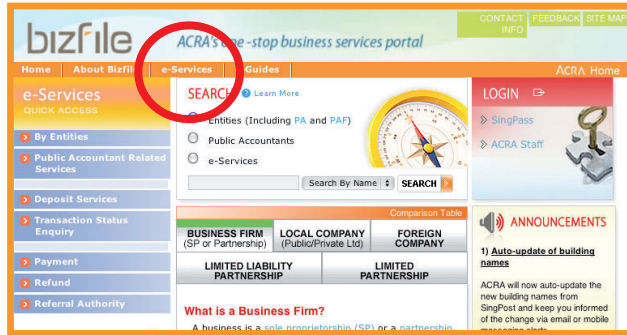 bizfile
ACRA's one-stop business services portal
CONTACT INFO
FEEDBACK
SITE MAP
Home
About Bizfile
e-Services
Guides
ACRA Home
e-Services
QUICK ACCESS
By Entities
Public Accountant Related
Services
Deposit Services
Transaction Status
Enquiry
Payment
Refund
Referral Authority
SEARCH
? Learn More
Entities (Including PA and PAF)
Public Accountants
e-Services
Search By Name
SEARCH
Comparison Table
BUSINESS FIRM
(SP or Partnership)
LOCAL COMPANY
(Public/Private Ltd)
FOREIGN
COMPANY
LIMITED LIABILITY
PARTNERSHIP
LIMITED
PARTNERSHIP
What is a Business Firm?
A business is a sole proprietorship (SP) or a partnership.
LOGIN
SingPass
ACRA Staff
ANNOUNCEMENTS
1) Auto-update of building
names
ACRA will now auto-update the
new building names from
SingPost and keep you informed
of the change via email or mobile